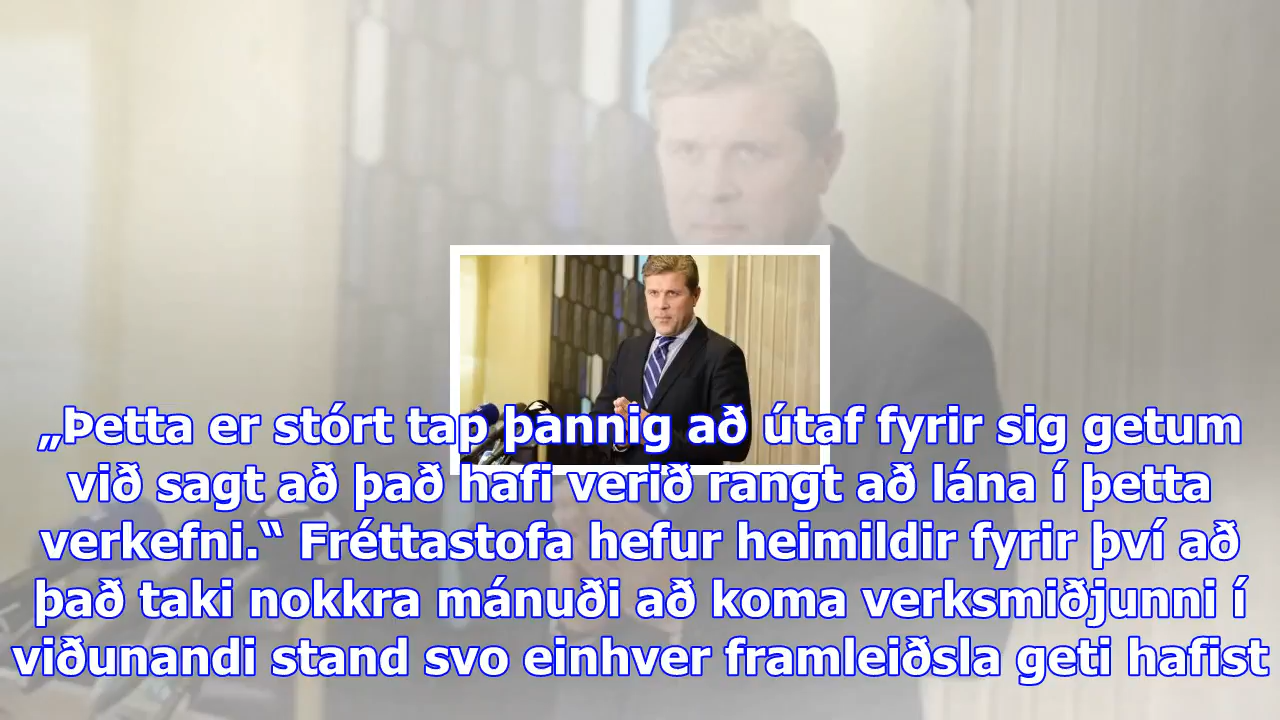 „Þetta er stórt tap þannig að útaf fyrir sig getum
við sagt að það hafi verið rangt að lána í þetta
verkefni.“ Fréttastofa hefur heimildir fyrir því að
það taki nokkra mánuði að koma verksmiðjunni í
viðunandi stand svo einhver framleiðsla geti hafist